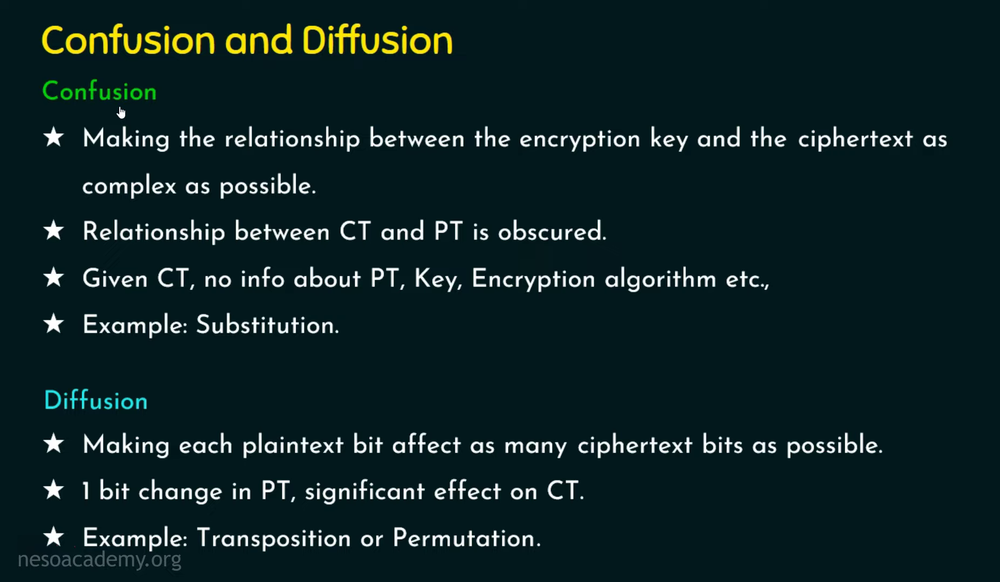 Confusion and Diffusion
Confusion
★ Making the relationship between the encryption key and the ciphertext as
complex as possible.
★ Relationship between CT and PT is obscured.
★ Given CT, no info about PT, Key, Encryption algorithm etc.,
★ Example: Substitution.
Diffusion
★ Making each plaintext bit affect as many ciphertext bits as possible.
★ 1 bit change in PT, significant effect on CT.
★ Example: Transposition or Permutation.
nesoacademy.org